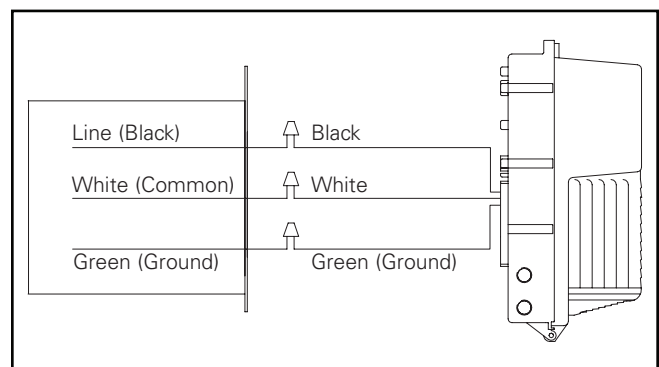 Line (Black)
Black
White (Common)
White
Green (Ground)
Green (Ground)